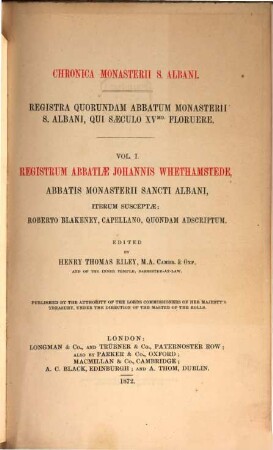 CHRONICA MONASTERII S. ALBANI.
REGISTRA QUORUNDAM ABBATUM MONASTERII
S. ALBANI, QUI SÆCULO XVMO. FLORUERE.
VOL. I.
REGISTRUM ABBATIÆ JOHANNIS WHETHAMSTEDE,
ABBATIS MONASTERII SANCTI ALBANI,
ITERUM SUSCEPTÆ;
ROBERTO BLAKENEY, CAPELLANO, QUONDAM ADSCRIPTUM.
EDITED
BY
HENRY THOMAS RILEY, M.A. CAMB. & OXF.,
AND OF THE INNER TEMPLE; BARRISTER-AT-LAW.
PUBLISHED BY THE AUTHORITY OF THE LORDS COMMISSIONERS OF HER MAJESTY'S
TREASURY, UNDER THE DIRECTION OF THE MASTER OF THE ROLLS.
LONDON:
LONGMAN & Co., AND TRÜBNER & Co., PATERNOSTER ROW;
ALSO BY PARKER & Co., OXFORD;
MACMILLAN & Co., CAMBRIDGE;
A. C. BLACK, EDINBURGH; AND A. THOM, DUBLIN.
1872.